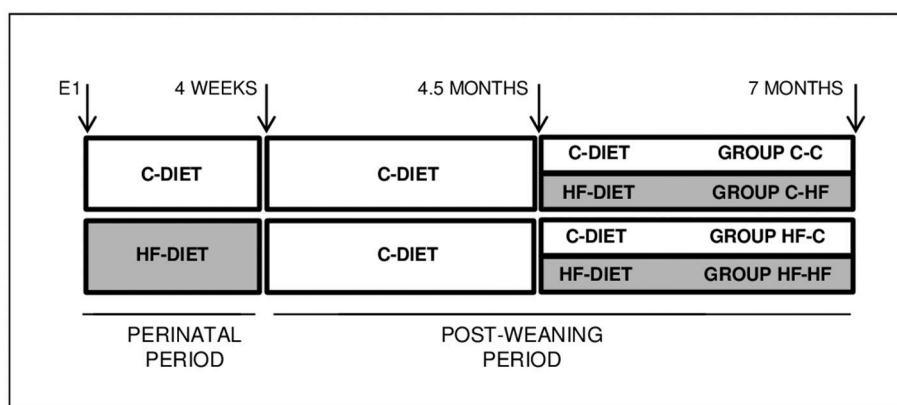 E1 4 WEEKS 4.5 MONTHS 7 MONTHS
C-DIET C-DIET C-DIET GROUP C-C
HF-DIET GROUP C-HF
HF-DIET C-DIET C-DIET GROUP HF-C
HF-DIET GROUP HF-HF
PERINATAL PERIOD
POST-WEANING PERIOD